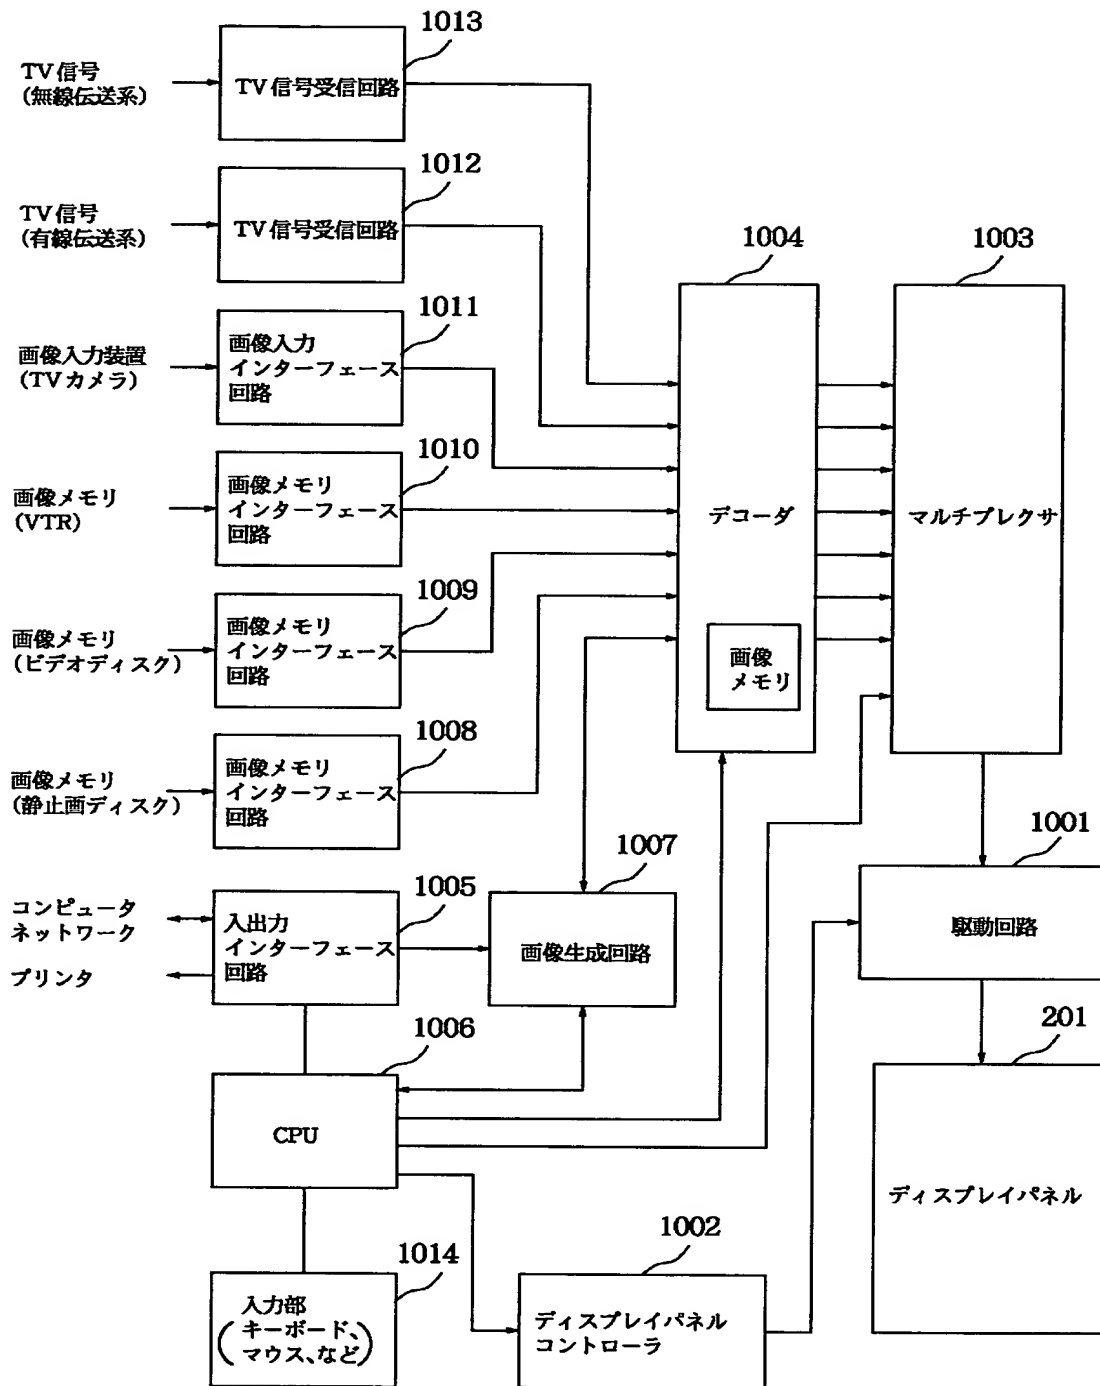 1013
TV信号
(無線伝送系)
TV信号受信回路
1012
TV信号
(有線伝送系)
TV信号受信回路
1011
画像入力装置
(TVカメラ)
画像入力
インターフェース
回路
1010
画像メモリ
(VTR)
画像メモリ
インターフェース
回路
1009
画像メモリ
(ビデオディスク)
画像メモリ
インターフェース
回路
1008
画像メモリ
(静止画ディスク)
画像メモリ
インターフェース
回路
1004
デコーダ
画像
メモリ
1003
マルチプレクサ
1005
コンピュータ
ネットワーク
プリンタ
入出力
インターフェース
回路
1007
画像生成回路
1001
駆動回路
1006
CPU
201
ディスプレイパネル
1014
入力部
(キーボード、
マウス、など)
1002
ディスプレイパネル
コントローラ